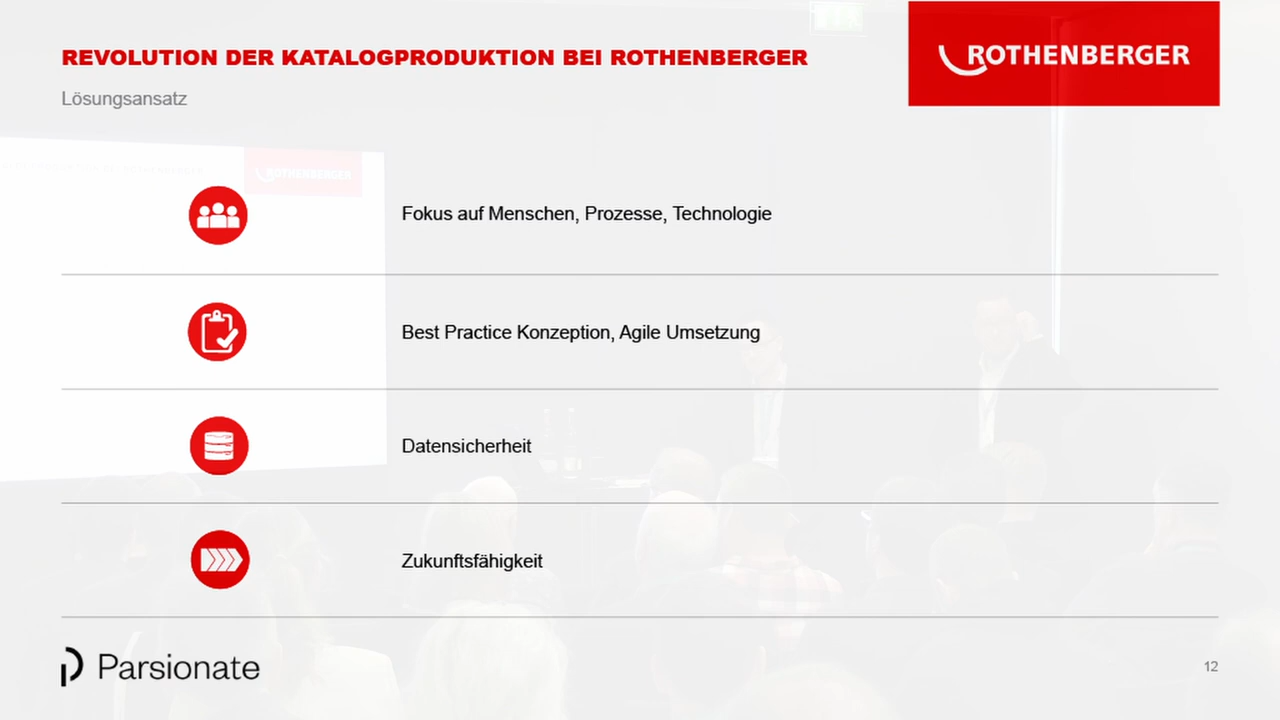 REVOLUTION DER KATALOGPRODUKTION BEI ROTHENBERGER
ROTHENBERGER
Lösungsansatz
ROTHENBERGER
Fokus auf Menschen, Prozesse, Technologie
Best Practice Konzeption, Agile Umsetzung
Datensicherheit
Zukunftsfähigkeit
Parsionate
12